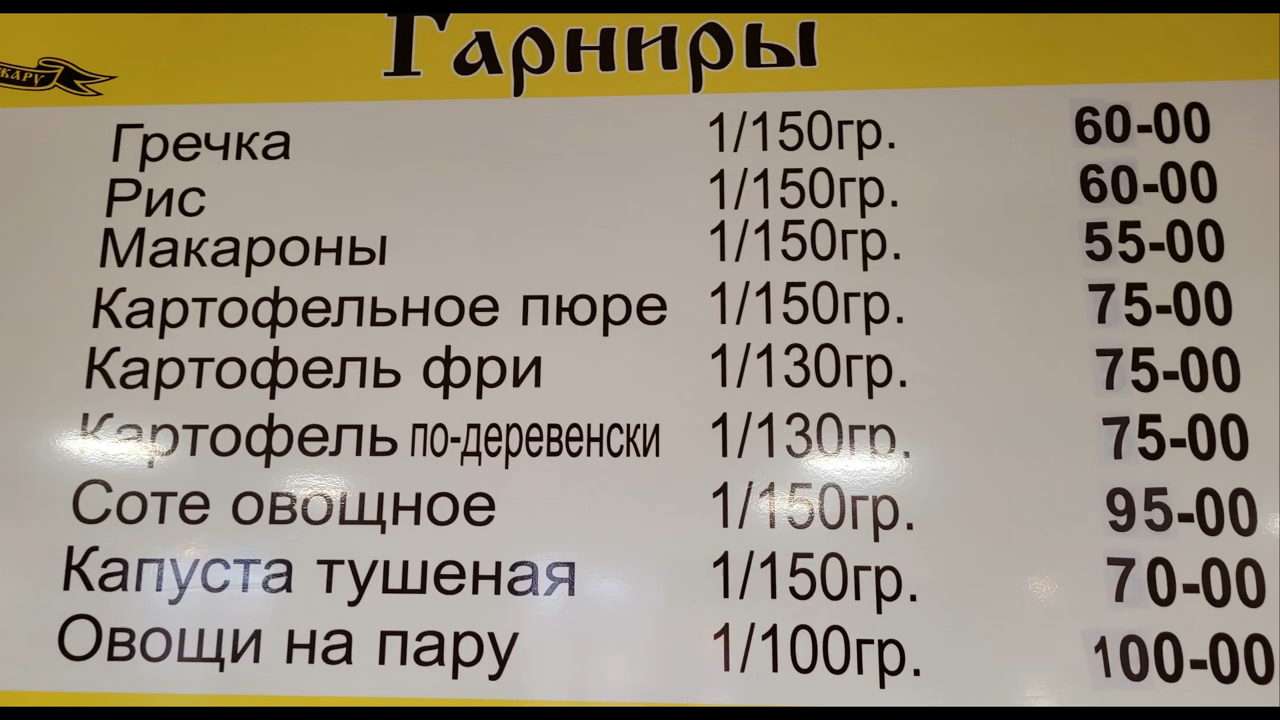 Гарниры
жару
Гречка 1/150гр. 60-00
Рис 1/150гр. 60-00
Макароны 1/150гр. 55-00
Картофельное пюре 1/150гр. 75-00
Картофель фри 1/130гр. 75-00
Картофель по-деревенски 1/130гр. 75-00
Соте овощное 1/150гр. 95-00
Капуста тушеная 1/150гр. 70-00
Овощи на пару 1/100гр. 100-00